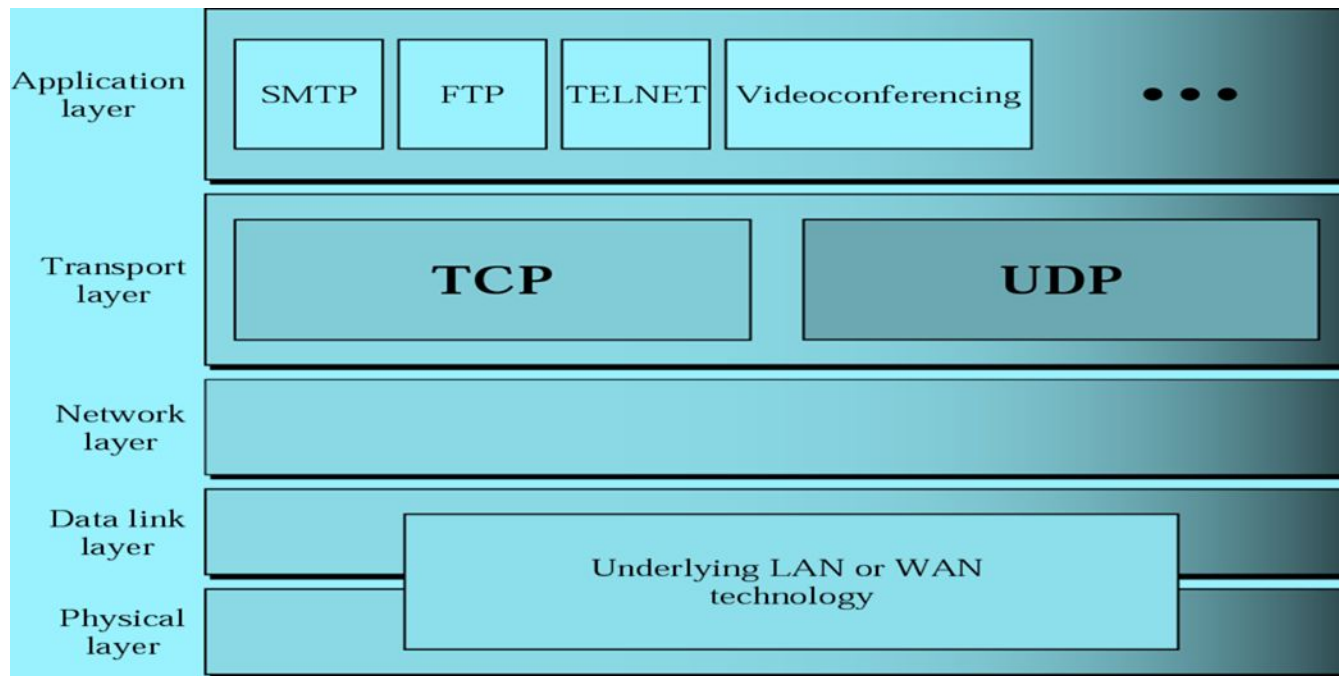 Application
layer
SMTP
FTP
TELNET
Videoconferencing
• • •
Transport
layer
TCP
UDP
Network
layer
Data link
layer
Underlying LAN or WAN
technology
Physical
layer